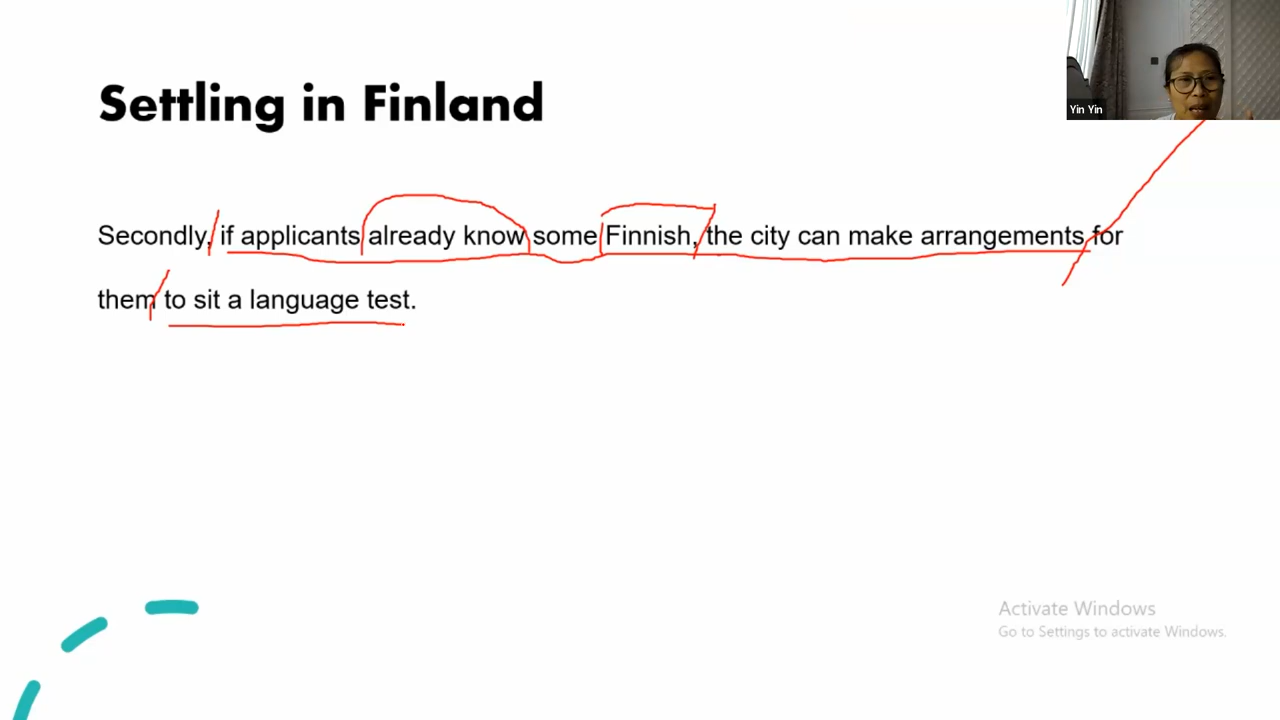 Settling in Finland
Yin Yin
Secondly, if applicants already know some Finnish, the city can make arrangements for
them to sit a language test.
Activate Windows
Go to Settings to activate Windows.